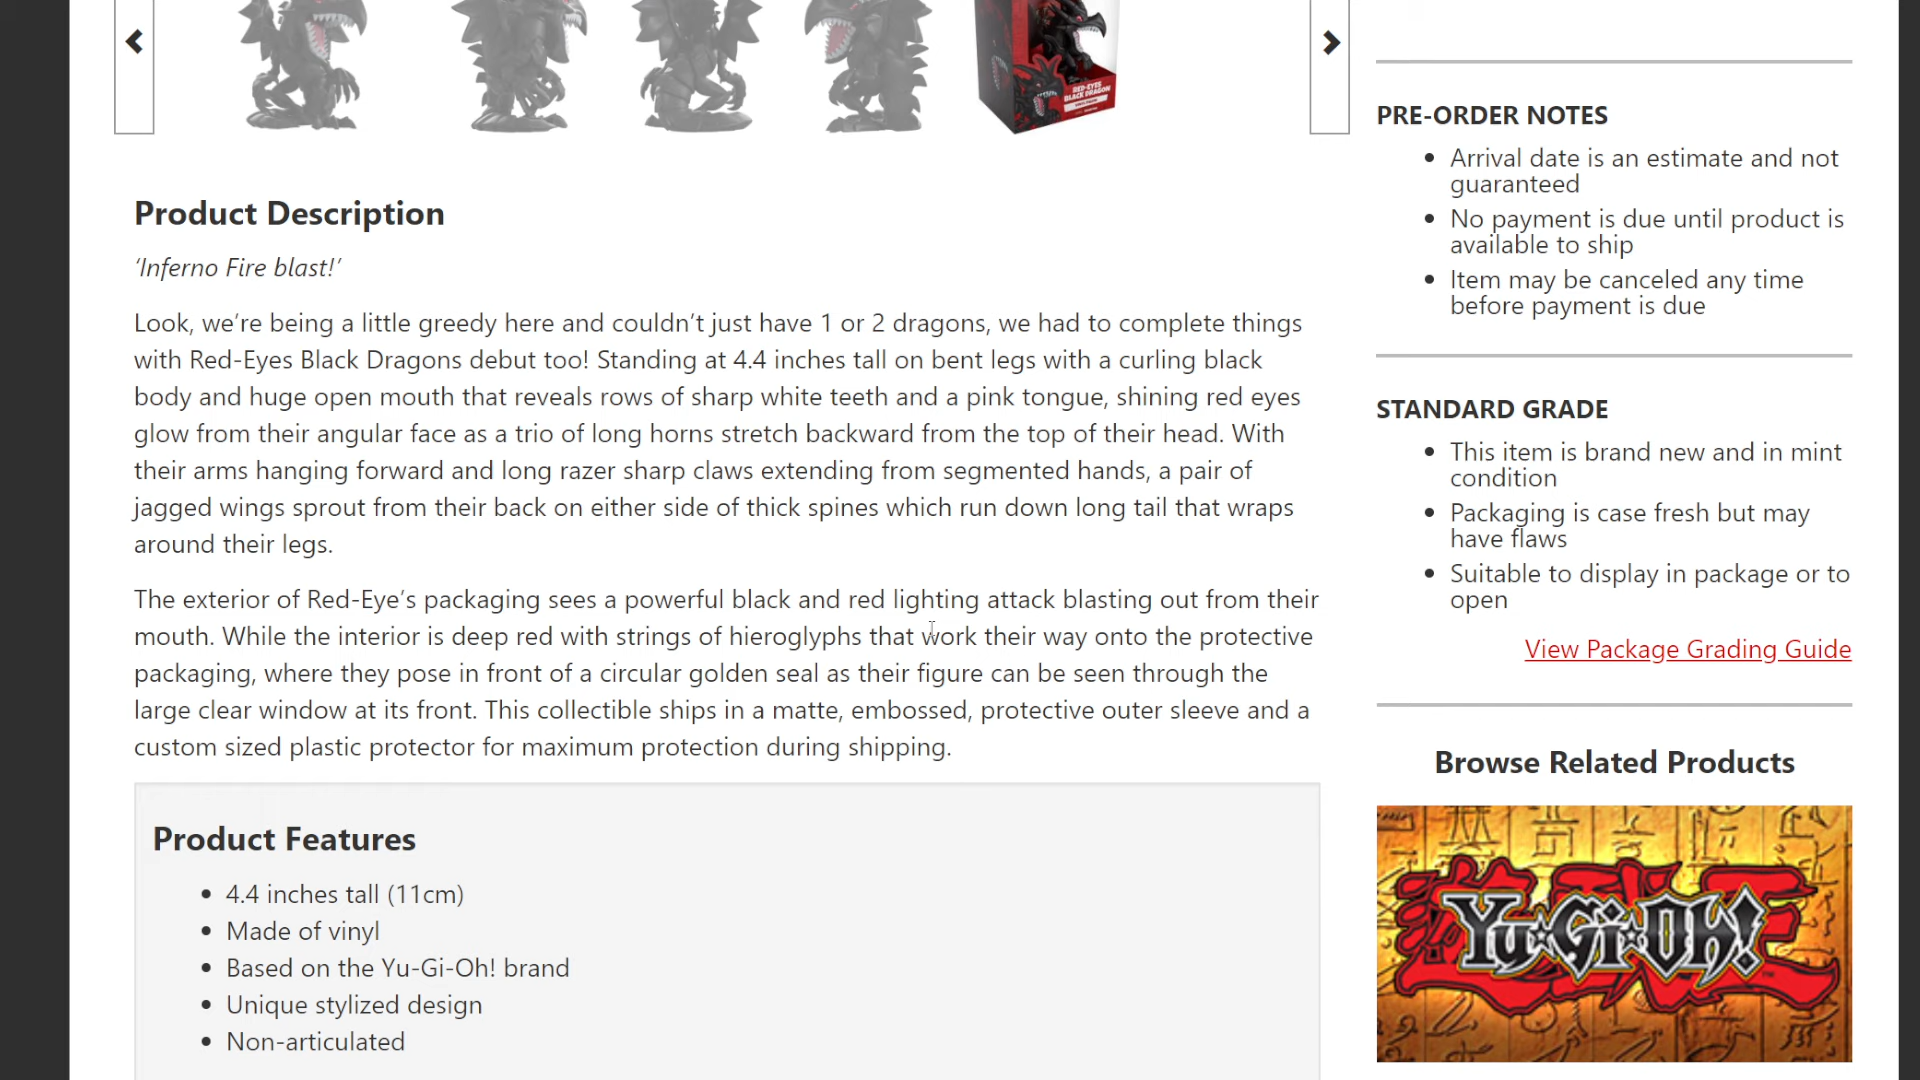 RED-EYES
BLACK DRAGON
Product Description
‘Inferno Fire blast!’
Look, we’re being a little greedy here and couldn’t just have 1 or 2 dragons, we had to complete things
with Red-Eyes Black Dragons debut too! Standing at 4.4 inches tall on bent legs with a curling black
body and huge open mouth that reveals rows of sharp white teeth and a pink tongue, shining red eyes
glow from their angular face as a trio of long horns stretch backward from the top of their head. With
their arms hanging forward and long razer sharp claws extending from segmented hands, a pair of
jagged wings sprout from their back on either side of thick spines which run down long tail that wraps
around their legs.
The exterior of Red-Eye’s packaging sees a powerful black and red lighting attack blasting out from their
mouth. While the interior is deep red with strings of hieroglyphs that work their way onto the protective
packaging, where they pose in front of a circular golden seal as their figure can be seen through the
large clear window at its front. This collectible ships in a matte, embossed, protective outer sleeve and a
custom sized plastic protector for maximum protection during shipping.
Product Features
• 4.4 inches tall (11cm)
• Made of vinyl
• Based on the Yu-Gi-Oh! brand
• Unique stylized design
• Non-articulated
PRE-ORDER NOTES
• Arrival date is an estimate and not
guaranteed
• No payment is due until product is
available to ship
• Item may be canceled any time
before payment is due
STANDARD GRADE
• This item is brand new and in mint
condition
• Packaging is case fresh but may
have flaws
• Suitable to display in package or to
open
View Package Grading Guide
Browse Related Products
遊戯王
Yu-Gi-Oh!